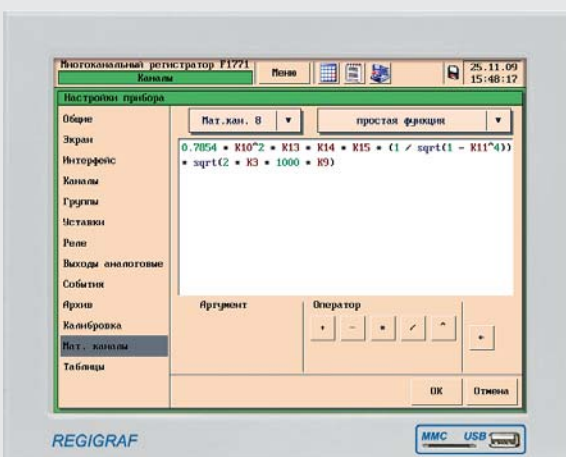 Многоканальный регистратор F1771
Каналы
Меню
25.11.09
15:48:17
Настройки прибора
Общие
Экран
Интерфейс
Каналы
Группы
Уставки
Реле
Выходы аналоговые
События
Архив
Калибровка
Мат. каналы
Таблицы
Мат.кан. 8
простая функция
0.7854 * K10^2 * K13 * K14 * K15 * (1 / sqrt(1 - K11^4))
* sqrt(2 * K3 * 1000 * K9)
Аргумент
Оператор
+ - * / ^
←
OK
Отмена
REGIGRAF
MMC USB